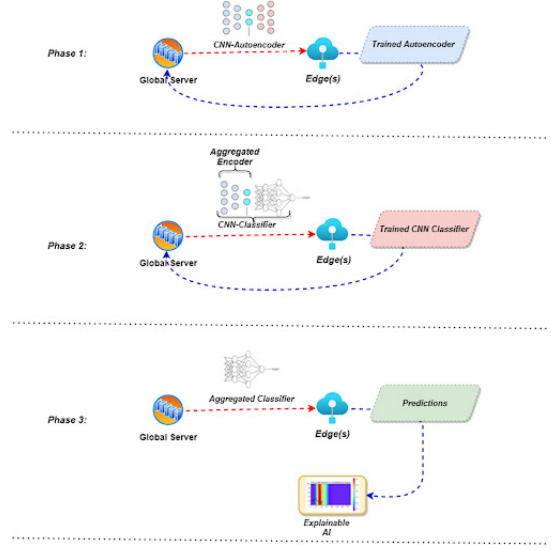 Phase 1:
CNN-Autoencoder
Global Server
Edge(s)
Trained Autoencoder
Aggregated
Encoder
CNN-Classifier
Phase 2:
Global Server
Edge(s)
Trained CNN Classifier
Phase 3:
Aggregated Classifier
Global Server
Edge(s)
Predictions
Explainable
AI